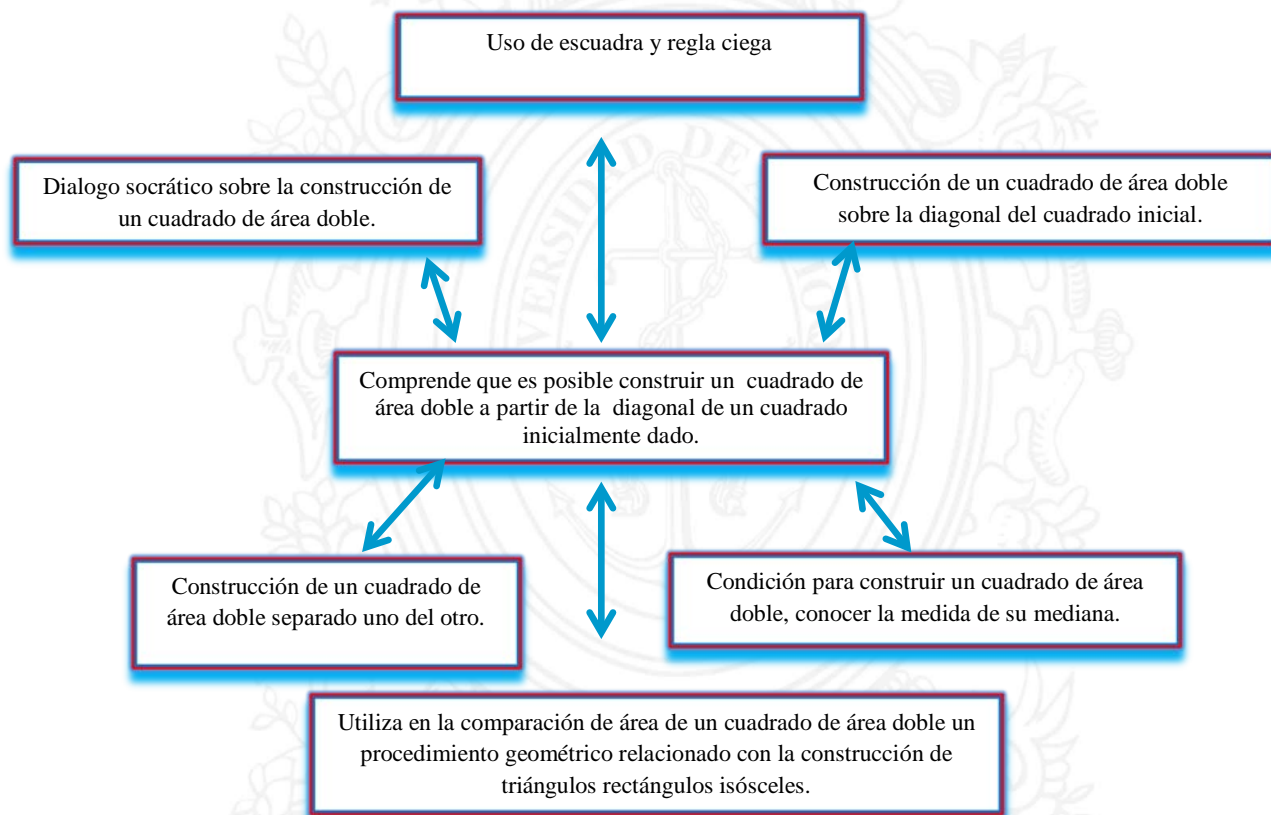 Uso de escuadra y regla ciega
Dialogo socrático sobre la construcción de
un cuadrado de área doble.
Construcción de un cuadrado de área doble
sobre la diagonal del cuadrado inicial.
Comprende que es posible construir un cuadrado de
área doble a partir de la diagonal de un cuadrado
inicialmente dado.
Construcción de un cuadrado de
área doble separado uno del otro.
Condición para construir un cuadrado de área
doble, conocer la medida de su mediana.
Utiliza en la comparación de área de un cuadrado de área doble un
procedimiento geométrico relacionado con la construcción de
triángulos rectángulos isósceles.